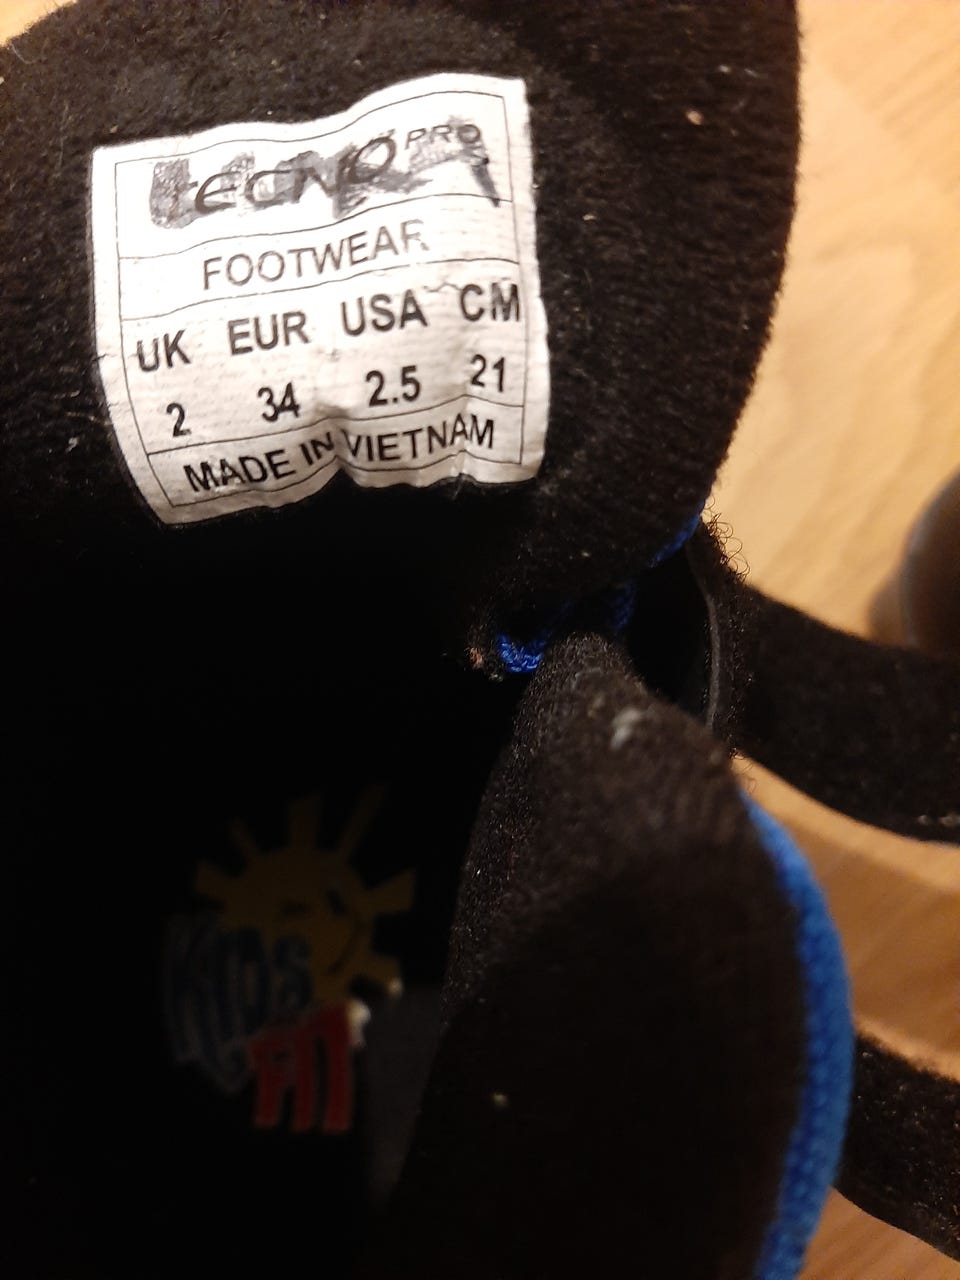 TECNO PRO
FOOTWEAR
UK EUR USA CM
2 34 2.5 21
MADE IN VIETNAM
KIDS
FIT